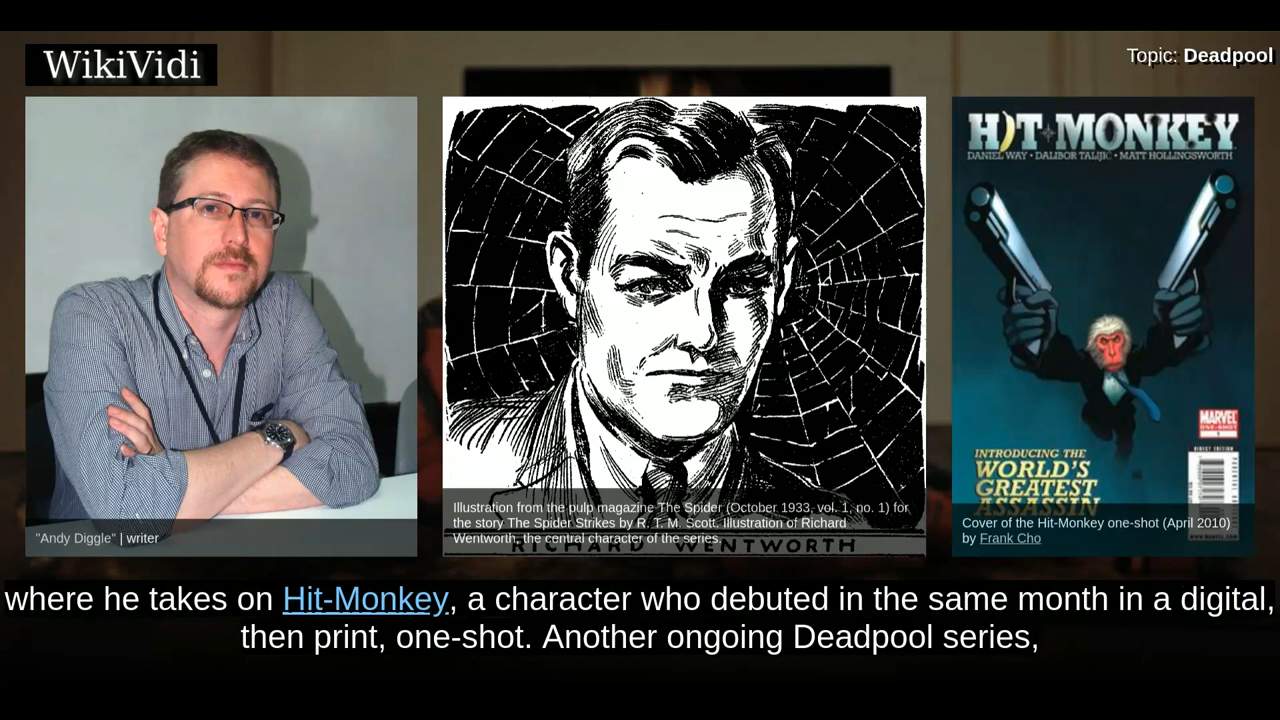 WikiVidi
Topic: Deadpool
"Andy Diggle" | writer
Illustration from the pulp magazine The Spider (October 1933, vol. 1, no. 1) for
the story The Spider Strikes by R. T. M. Scott. Illustration of Richard
Wentworth, the central character of the series.
RICHARD WENTWORTH
HIT-MONKEY
DANIEL WAY • DALIBOR TALIJIĆ • MATT HOLLINGSWORTH
MARVEL
ONE-SHOT
DIRECT EDITION
INTRODUCING THE
WORLD'S
GREATEST
ASSASSIN
Cover of the Hit-Monkey one-shot (April 2010)
by Frank Cho
where he takes on Hit-Monkey, a character who debuted in the same month in a digital,
then print, one-shot. Another ongoing Deadpool series,